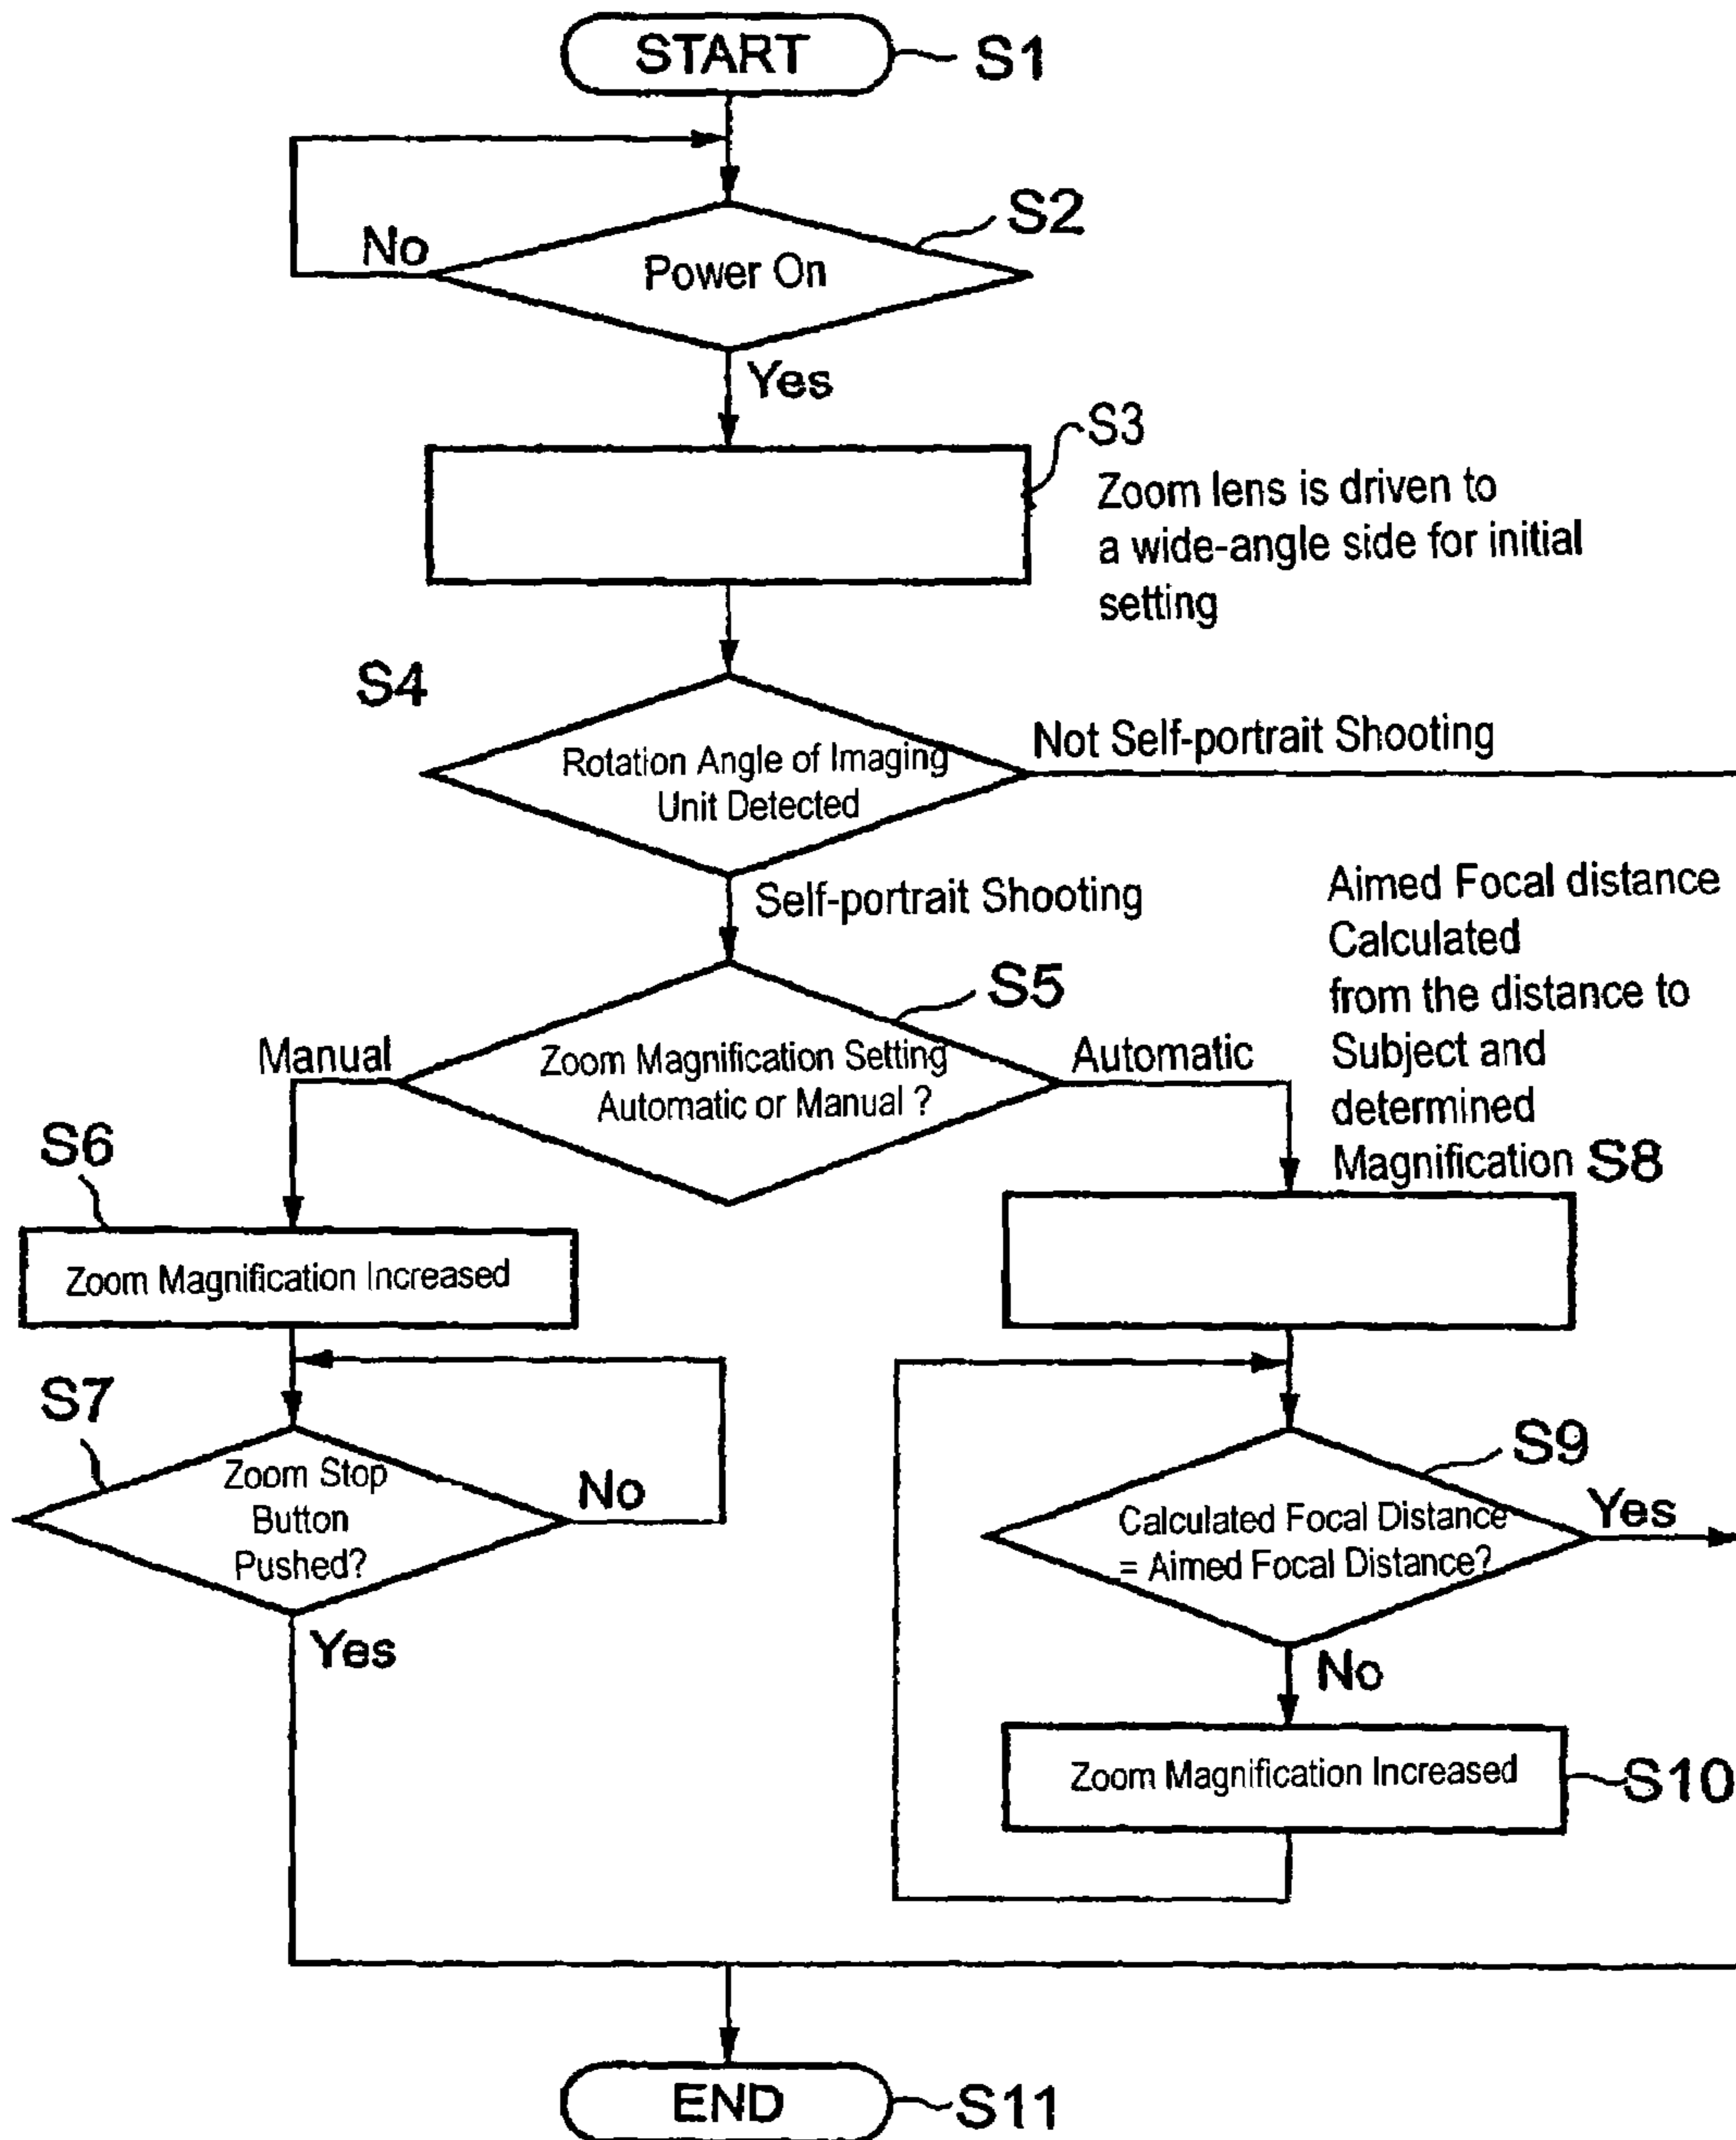 START
S1
S2
No
Power On
Yes
S3
Zoom lens is driven to
a wide-angle side for initial
setting
S4
Not Self-portrait Shooting
Rotation Angle of Imaging
Unit Detected
Self-portrait Shooting
Aimed Focal distance
Calculated
from the distance to
Subject and
determined
Magnification
S8
S5
Manual
Zoom Magnification Setting
Automatic or Manual ?
Automatic
S6
Zoom Magnification Increased
S7
Zoom Stop
Button
Pushed?
No
Yes
S9
Calculated Focal Distance
= Aimed Focal Distance?
Yes
No
Zoom Magnification Increased
S10
END
S11